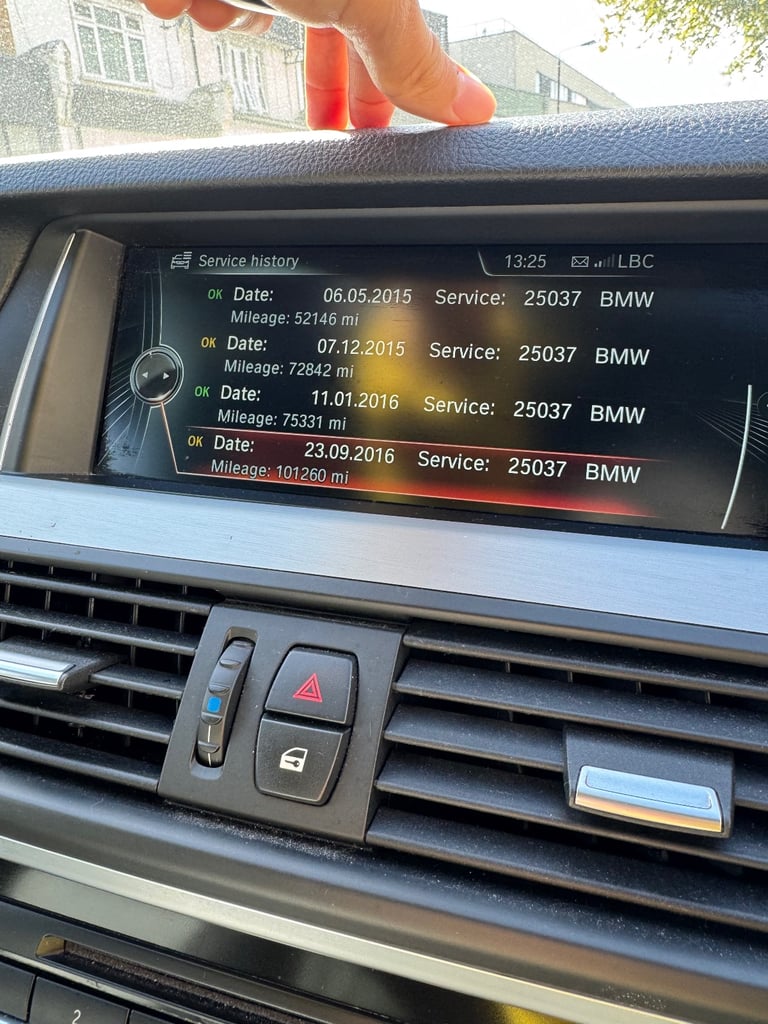 Service history 13:25 LBC
OK Date: 06.05.2015 Service: 25037 BMW
Mileage: 52146 mi
OK Date: 07.12.2015 Service: 25037 BMW
Mileage: 72842 mi
OK Date: 11.01.2016 Service: 25037 BMW
Mileage: 75331 mi
OK Date: 23.09.2016 Service: 25037 BMW
Mileage: 101260 mi
2